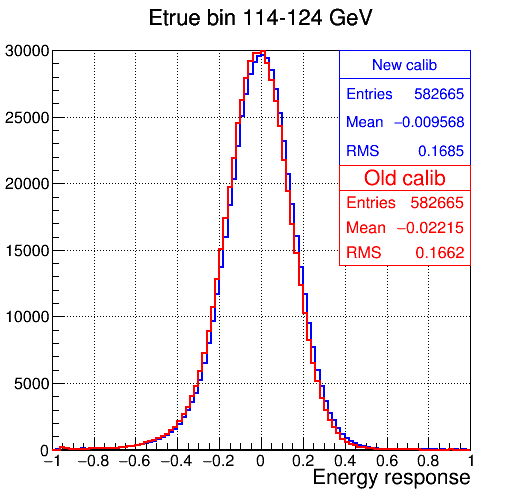 Etrue bin 114-124 GeV
30000
25000
20000
15000
10000
5000
0
New calib
Entries 582665
Mean −0.009568
RMS 0.1685
Old calib
Entries 582665
Mean −0.02215
RMS 0.1662
−1 −0.8 −0.6 −0.4 −0.2 0 0.2 0.4 0.6 0.8 1
Energy response